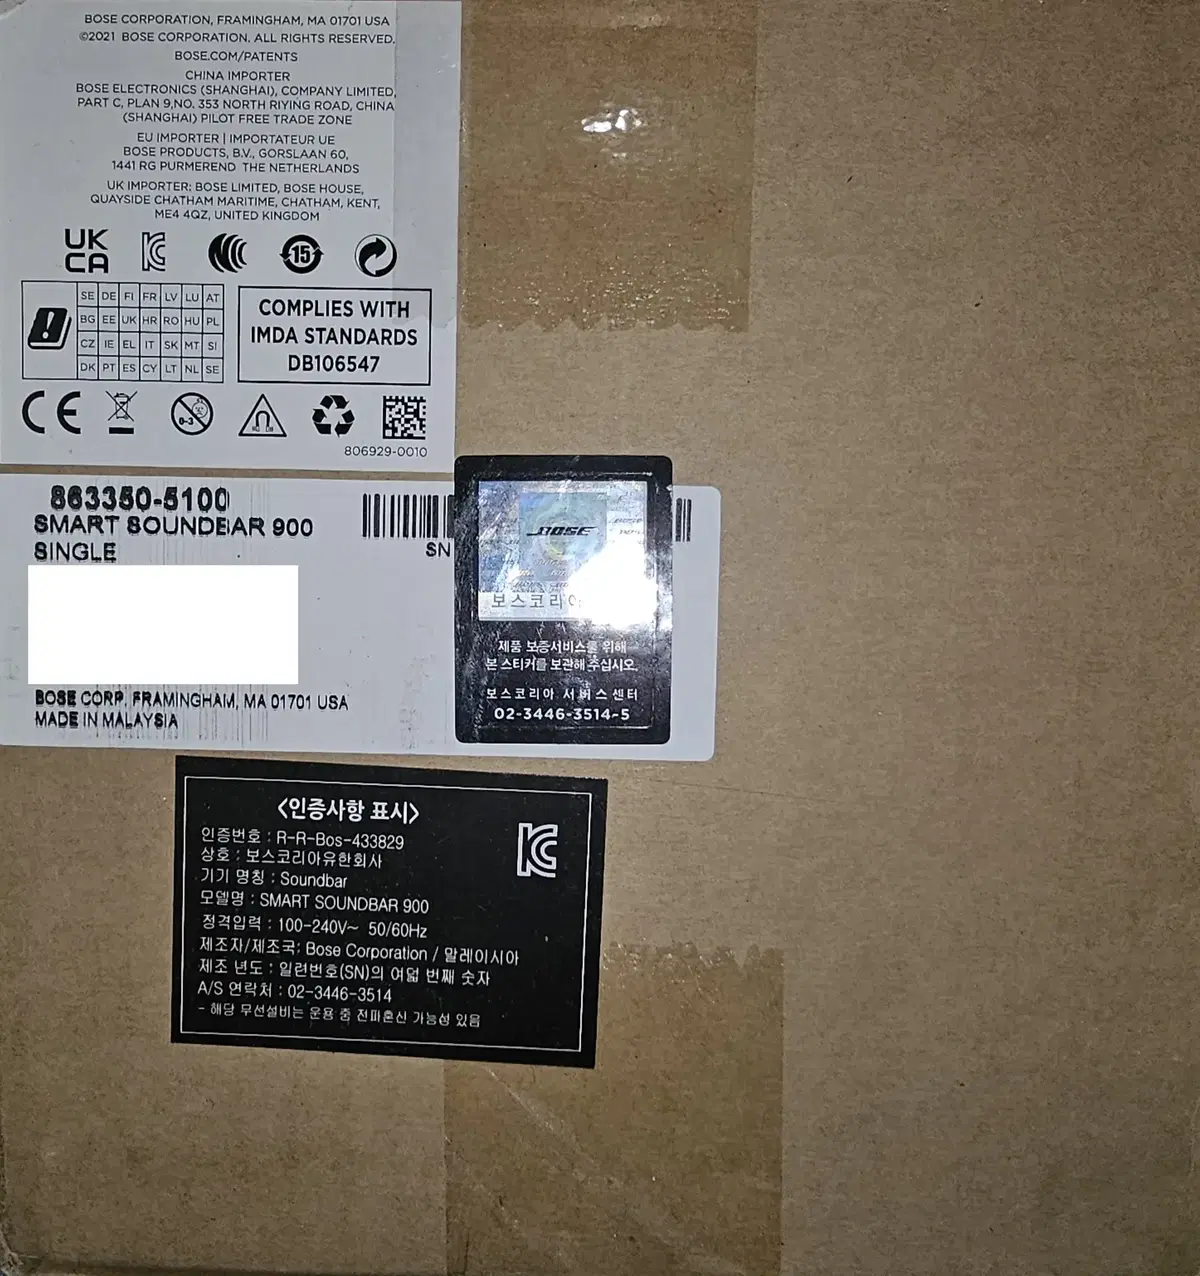 BOSE CORPORATION, FRAMINGHAM, MA 01701 USA
©2021 BOSE CORPORATION. ALL RIGHTS RESERVED.
BOSE.COM/PATENTS
CHINA IMPORTER
BOSE ELECTRONICS (SHANGHAI), COMPANY LIMITED,
PART C, PLAN 9,NO. 353 NORTH RIYING ROAD, CHINA
(SHANGHAI) PILOT FREE TRADE ZONE
EU IMPORTER | IMPORTATEUR UE
BOSE PRODUCTS, B.V., GORSLAAN 60,
1441 RG PURMEREND THE NETHERLANDS
UK IMPORTER: BOSE LIMITED, BOSE HOUSE,
QUAYSIDE CHATHAM MARITIME, CHATHAM, KENT,
ME4 4QZ, UNITED KINGDOM
UK
CA
15
SE DE FI FR LV LU AT
BG EE UK HR RO HU PL
CZ IE EL IT SK MT SI
DK PT ES CY LT NL SE
COMPLIES WITH
IMDA STANDARDS
DB106547
CE
0-3
806929-0010
863350-5100
SMART SOUNDBAR 900
SINGLE
SN
BOSE CORP, FRAMINGHAM, MA 01701 USA
MADE IN MALAYSIA
BOSE
보스코리아
제품 보증서비스를 위해
본 스티커를 보관해 주십시오.
보스코리아 서비스센터
02-3446-3514~5
<인증사항 표시>
인증번호 : R-R-Bos-433829
상호 : 보스코리아유한회사
기기 명칭 : Soundbar
모델명 : SMART SOUNDBAR 900
정격입력 : 100-240V~ 50/60Hz
제조자/제조국: Bose Corporation / 말레이시아
제조 년도 : 일련번호(SN)의 여덟 번째 숫자
A/S 연락처 : 02-3446-3514
- 해당 무선설비는 운용 중 전파혼신 가능성 있음